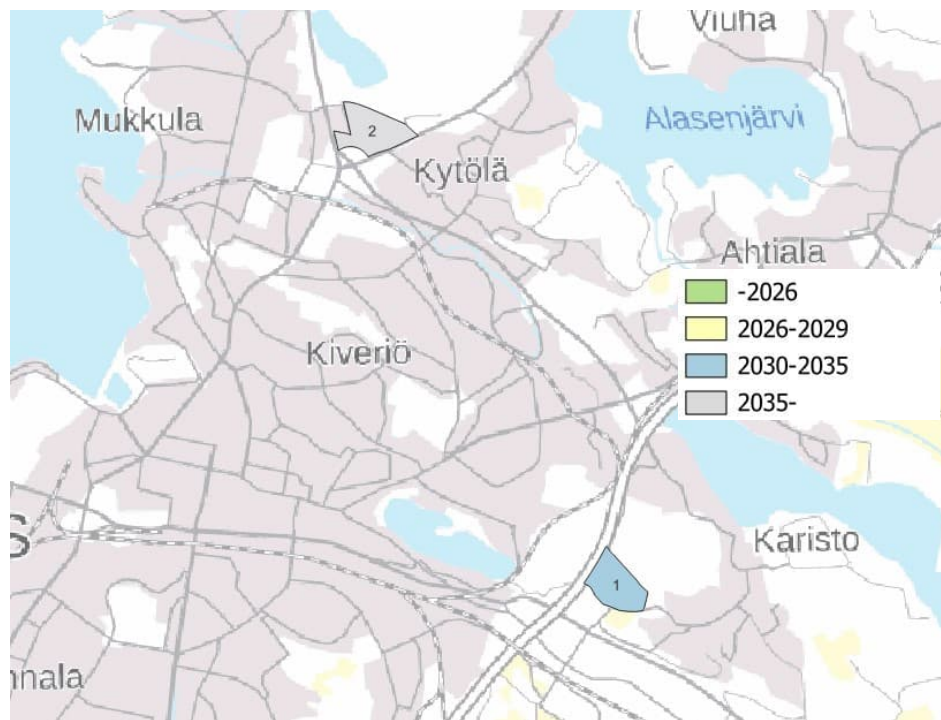 Viuha
Mukkula
Alasenjärvi
2
Kytölä
Ahtiala
-2026
2026-2029
Kiveriö
2030-2035
2035-
S
Karisto
1
nnala